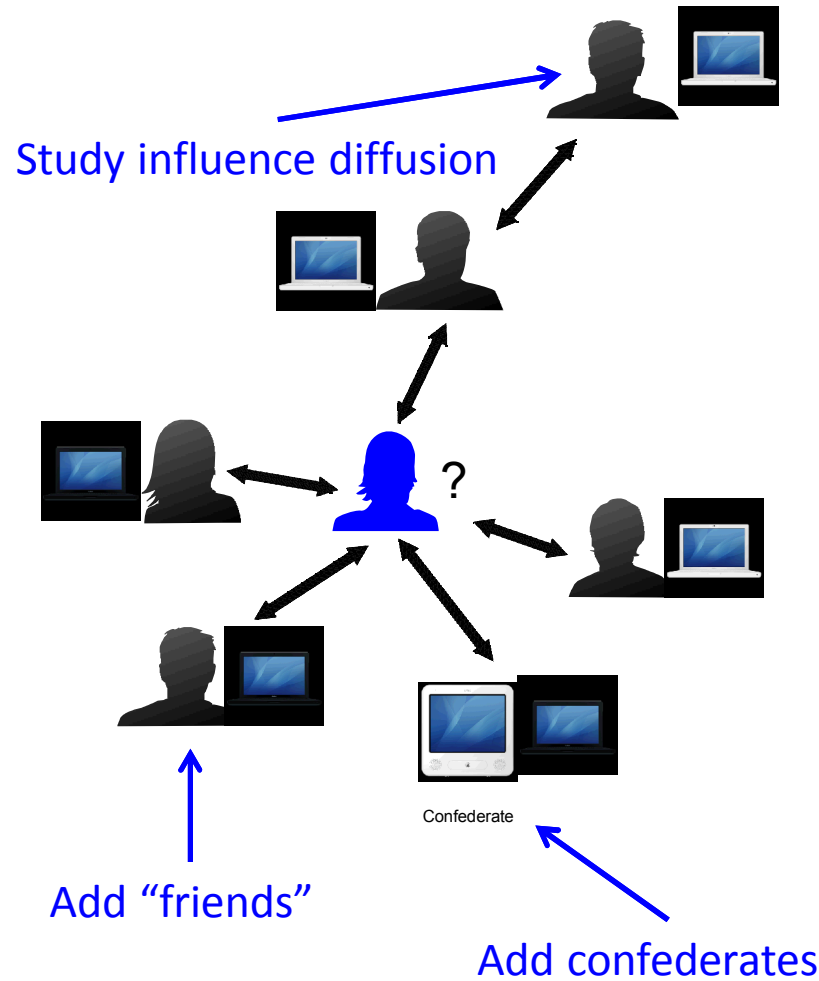 Study influence diffusion
?
Confederate
Add “friends”
Add confederates